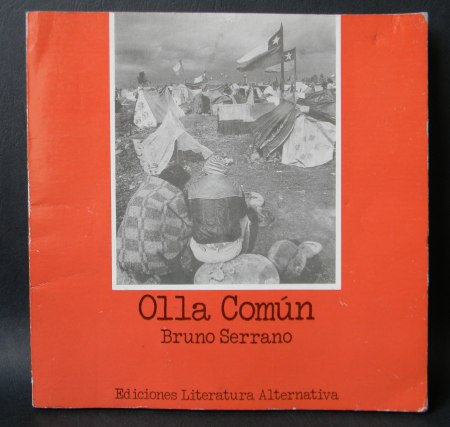 Olla Común
Bruno Serrano
Ediciones Literatura Alternativa